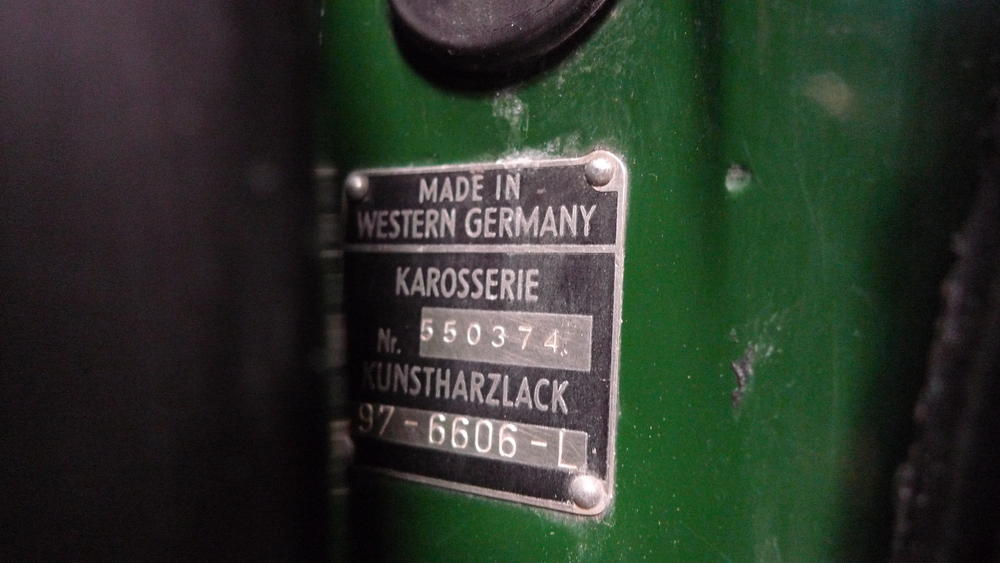 MADE IN
WESTERN GERMANY
KAROSSERIE
Nr. 550374.
KUNSTHARZLACK
97-6606-L